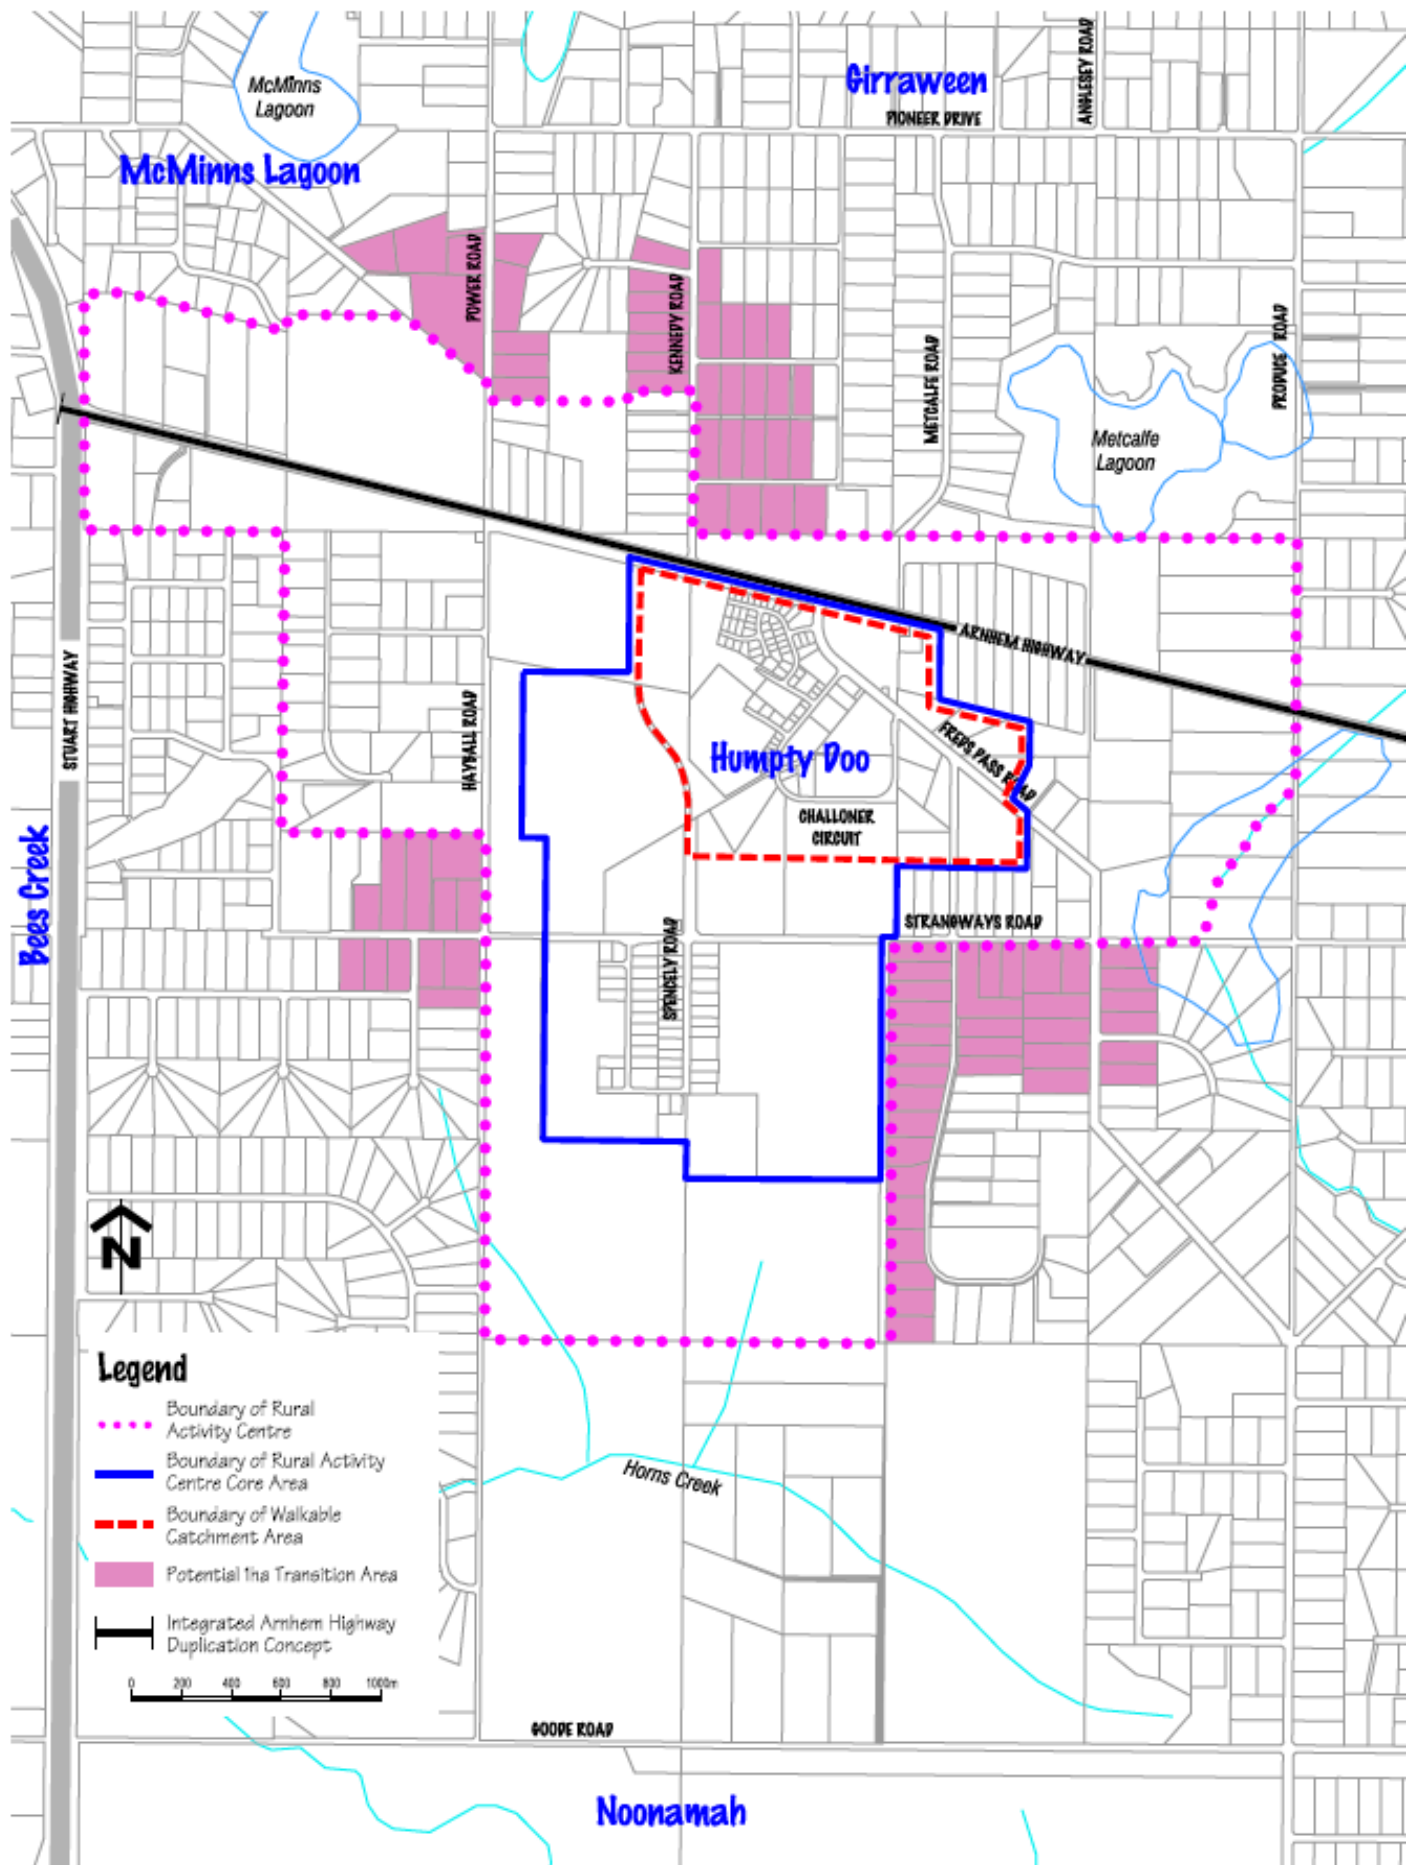 Girraween
ANGLESEY ROAD
McMinns
Lagoon
PIONEER DRIVE
McMinns Lagoon
POWER ROAD
KENNEDY ROAD
METCALFE ROAD
PRODUCE ROAD
Metcalfe
Lagoon
ARNHEM HIGHWAY
STUART HIGHWAY
HAYBALL ROAD
Humpty Doo
FREDS PASS ROAD
CHALLONER
CIRCUIT
Bees Creek
STRANGWAYS ROAD
SPENCELY ROAD
N
Legend
Boundary of Rural
Activity Centre
Boundary of Rural Activity
Centre Core Area
Boundary of Walkable
Catchment Area
Potential 1ha Transition Area
Integrated Arnhem Highway
Duplication Concept
0 200 400 600 800 1000m
Horns Creek
GOODE ROAD
Noonamah